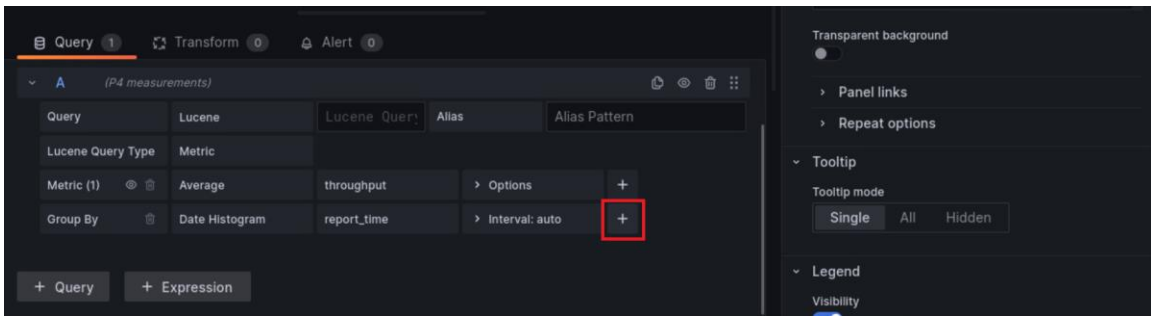 Query 1 Transform 0 Alert 0
A (P4 measurements)
Query Lucene Lucene Query Alias Alias Pattern
Lucene Query Type Metric
Metric (1) Average throughput > Options +
Group By Date Histogram report_time > Interval: auto +
+ Query + Expression
Transparent background
> Panel links
> Repeat options
Tooltip
Tooltip mode
Single All Hidden
Legend
Visibility